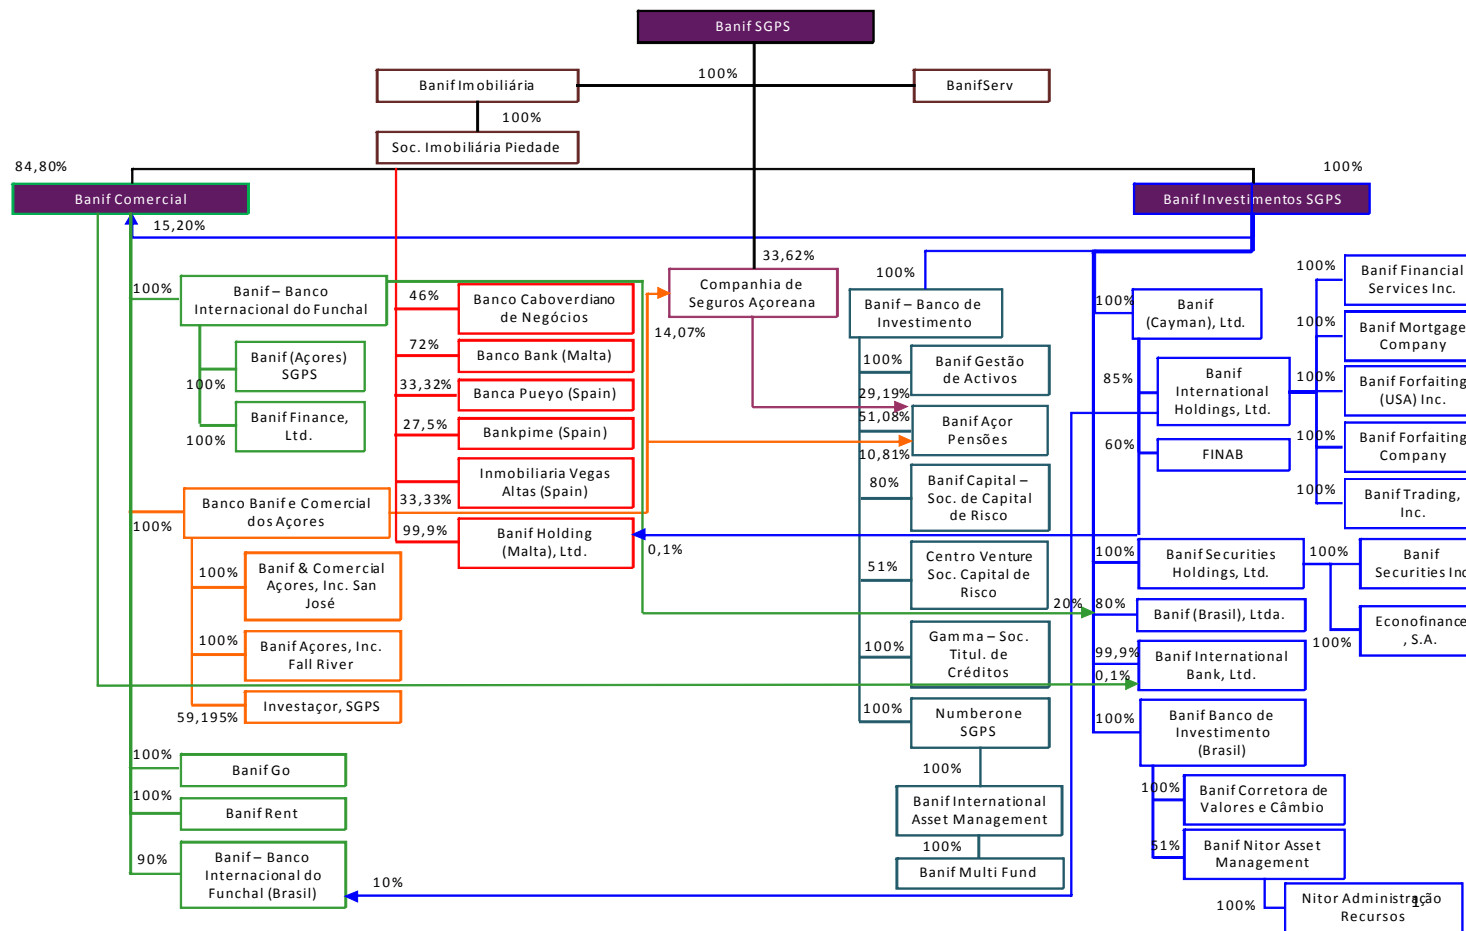 Banif SGPS
100%
Banif Imobiliária
BanifServ
100%
Soc. Imobiliária Piedade
84,80%
100%
Banif Comercial
Banif Investimentos SGPS
15,20%
33,62%
100%
Banif – Banco
Internacional do Funchal
100%
Banif (Açores)
SGPS
100%
Banif Finance,
Ltd.
46%
Banco Caboverdiano
de Negócios
72%
Banco Bank (Malta)
33,32%
Banca Pueyo (Spain)
27,5%
Bankpime (Spain)
Inmobiliaria Vegas
Altas (Spain)
33,33%
99,9%
Banif Holding
(Malta), Ltd.
0,1%
Companhia de
Seguros Açoreana
14,07%
100%
Banif – Banco de
Investimento
100%
Banif Gestão
de Activos
29,19%
51,08%
Banif Açor
Pensões
10,81%
80%
Banif Capital –
Soc. de Capital
de Risco
51%
Centro Venture
Soc. Capital de
Risco
100%
Gamma – Soc.
Titul. de
Créditos
100%
Numberone
SGPS
100%
Banif International
Asset Management
100%
Banif Multi Fund
100%
Banco Banif e Comercial
dos Açores
100%
Banif & Comercial
Açores, Inc. San
José
100%
Banif Açores, Inc.
Fall River
Investaçor, SGPS
59,195%
100%
Banif Go
100%
Banif Rent
90%
Banif – Banco
Internacional do
Funchal (Brasil)
10%
100%
Banif
(Cayman), Ltd.
85%
Banif
International
Holdings, Ltd.
60%
FINAB
100%
Banif Financial
Services Inc.
100%
Banif Mortgage
Company
100%
Banif Forfaiting
(USA) Inc.
100%
Banif Forfaiting
Company
100%
Banif Trading,
Inc.
100%
Banif Securities
Holdings, Ltd.
100%
Banif
Securities Inc
100%
Econofinance
, S.A.
20%
80%
Banif (Brasil), Ltda.
99,9%
0,1%
Banif International
Bank, Ltd.
100%
Banif Banco de
Investimento
(Brasil)
100%
Banif Corretora de
Valores e Câmbio
51%
Banif Nitor Asset
Management
100%
Nitor Administração
Recursos
1